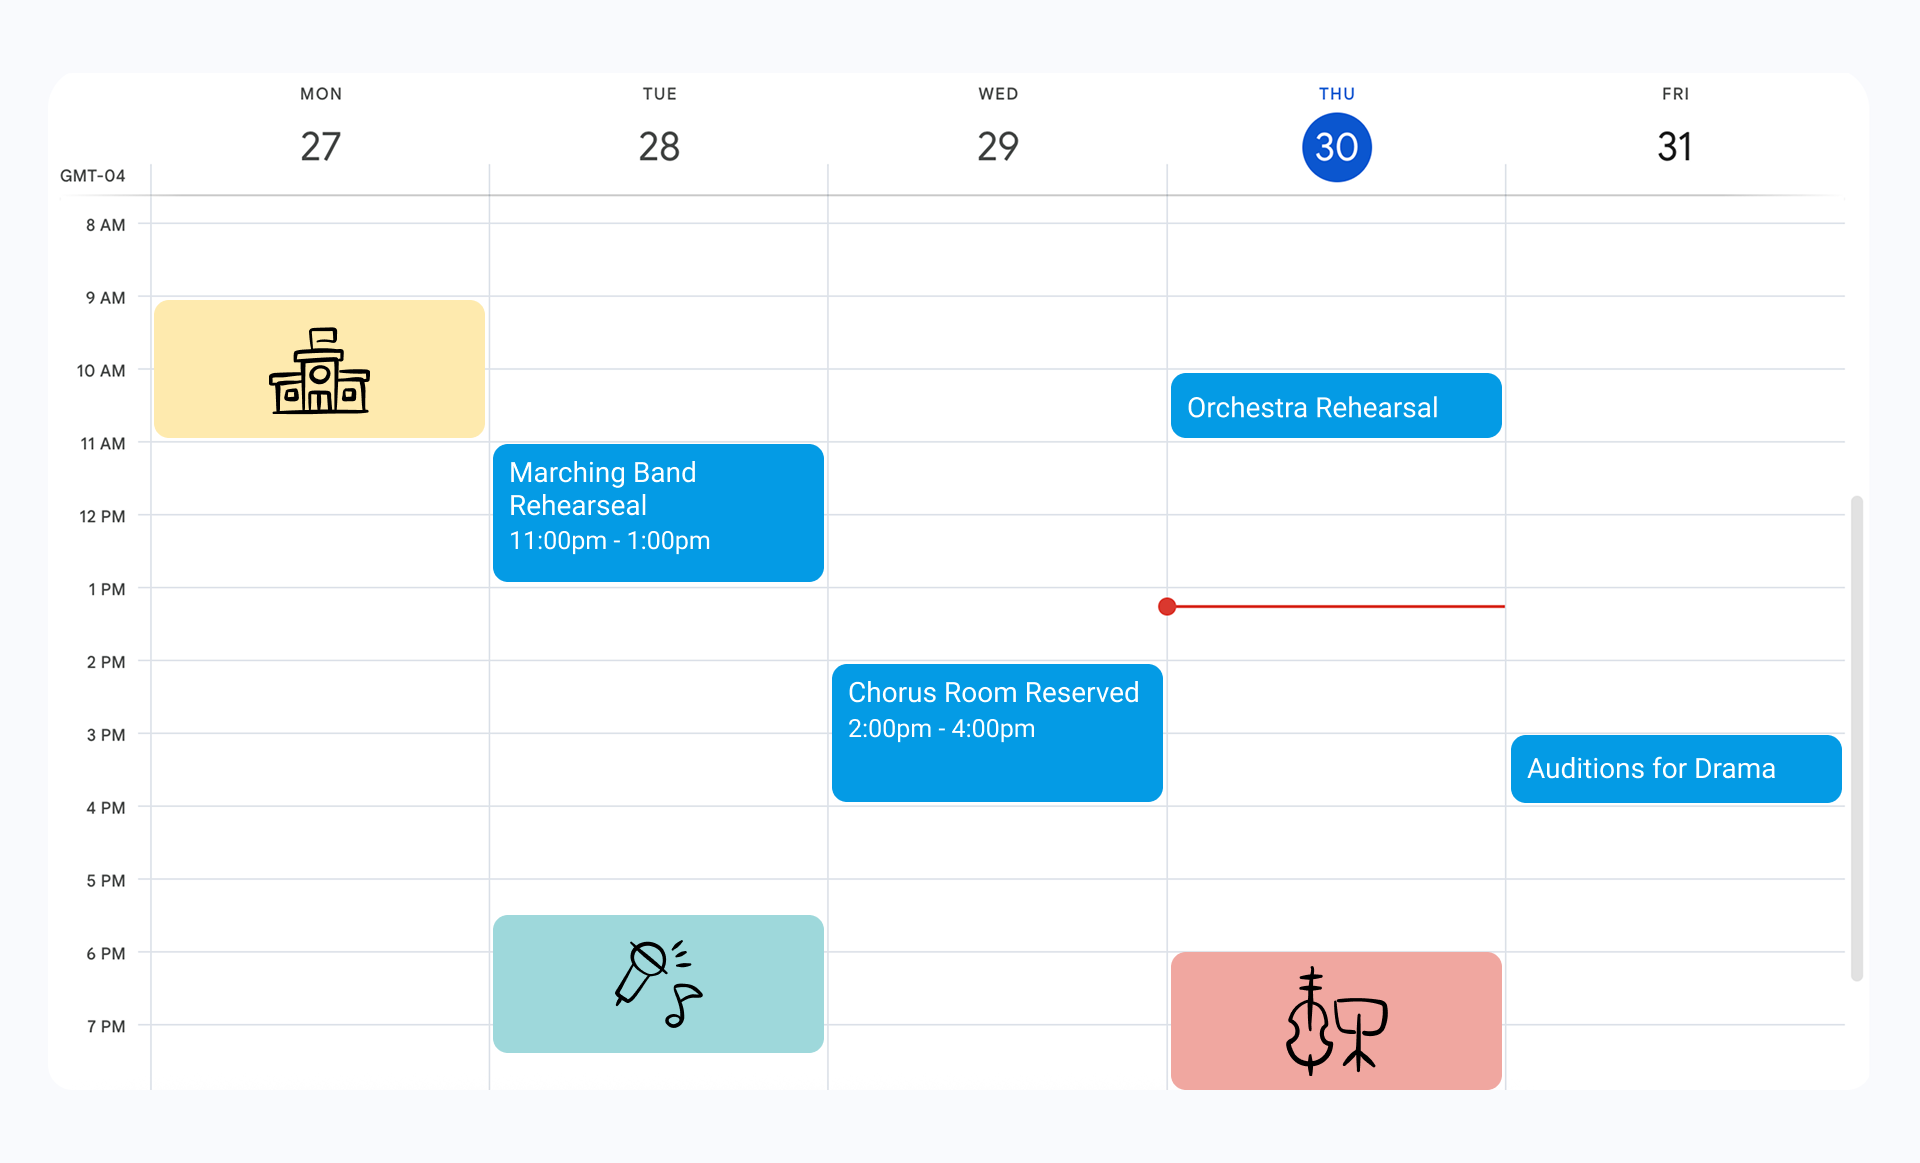 MON
TUE
WED
THU
FRI
27
28
29
30
31
GMT-04
8 AM
9 AM
10 AM
Orchestra Rehearsal
11 AM
Marching Band
Rehearseal
11:00pm - 1:00pm
12 PM
1 PM
2 PM
Chorus Room Reserved
2:00pm - 4:00pm
3 PM
Auditions for Drama
4 PM
5 PM
6 PM
7 PM